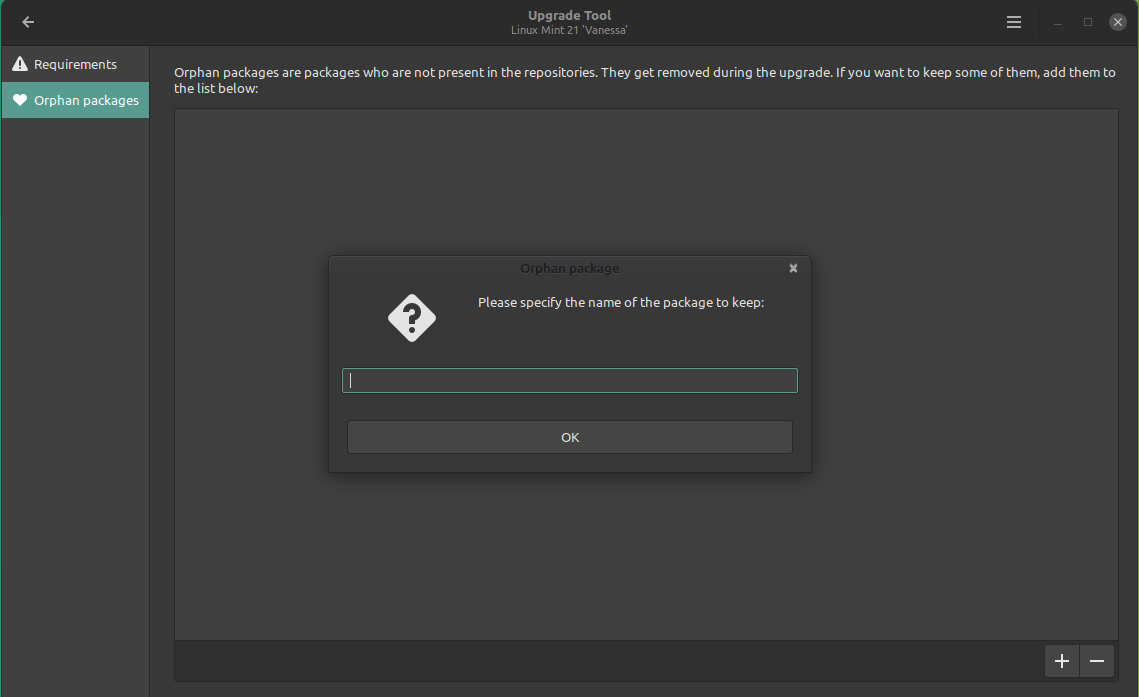 Upgrade Tool
Linux Mint 21 'Vanessa'
Requirements
Orphan packages
Orphan packages are packages who are not present in the repositories. They get removed during the upgrade. If you want to keep some of them, add them to
the list below:
Orphan package
Please specify the name of the package to keep:
OK